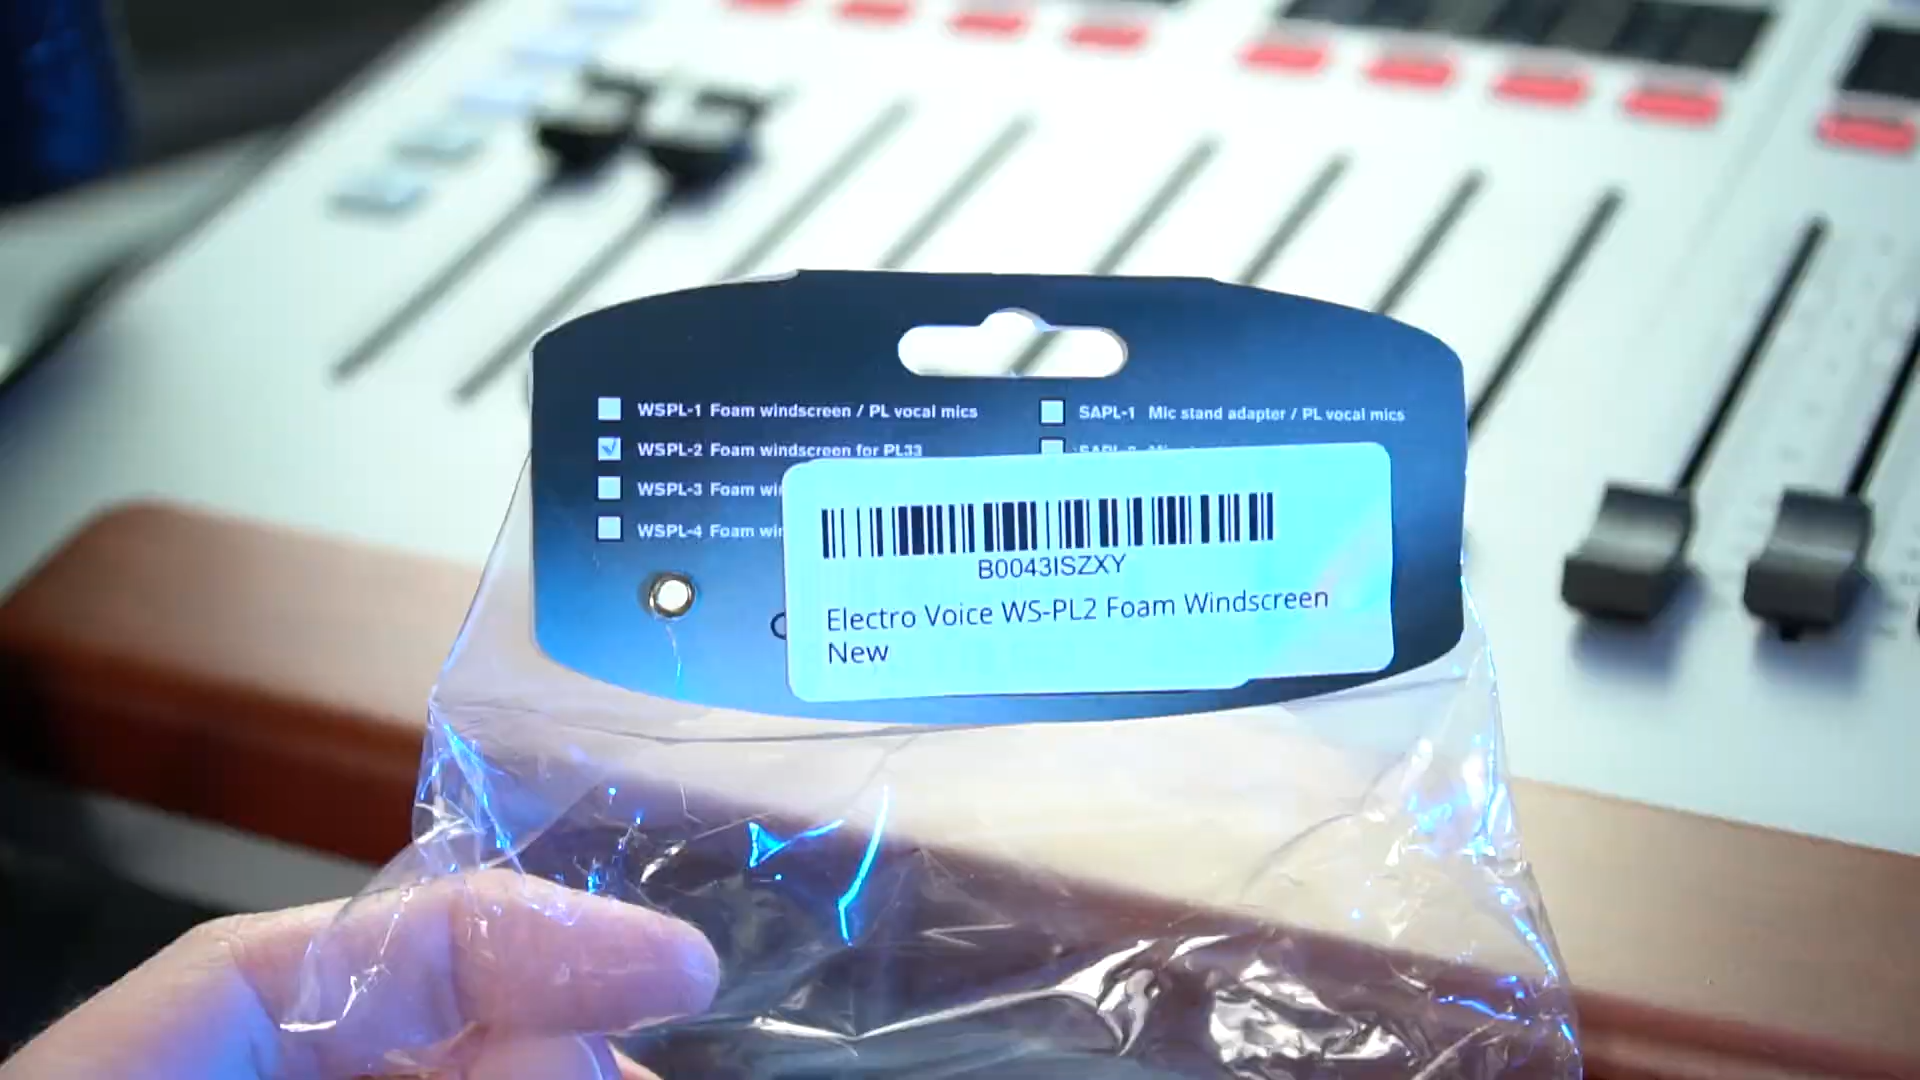 WSPL-1 Foam windscreen / PL vocal mics
WSPL-2 Foam windscreen for PL33
WSPL-3 Foam
WSPL-4 Foam
SAPL-1 Mic stand adapter / PL vocal mics
B0043ISZXY
Electro Voice WS-PL2 Foam Windscreen
New